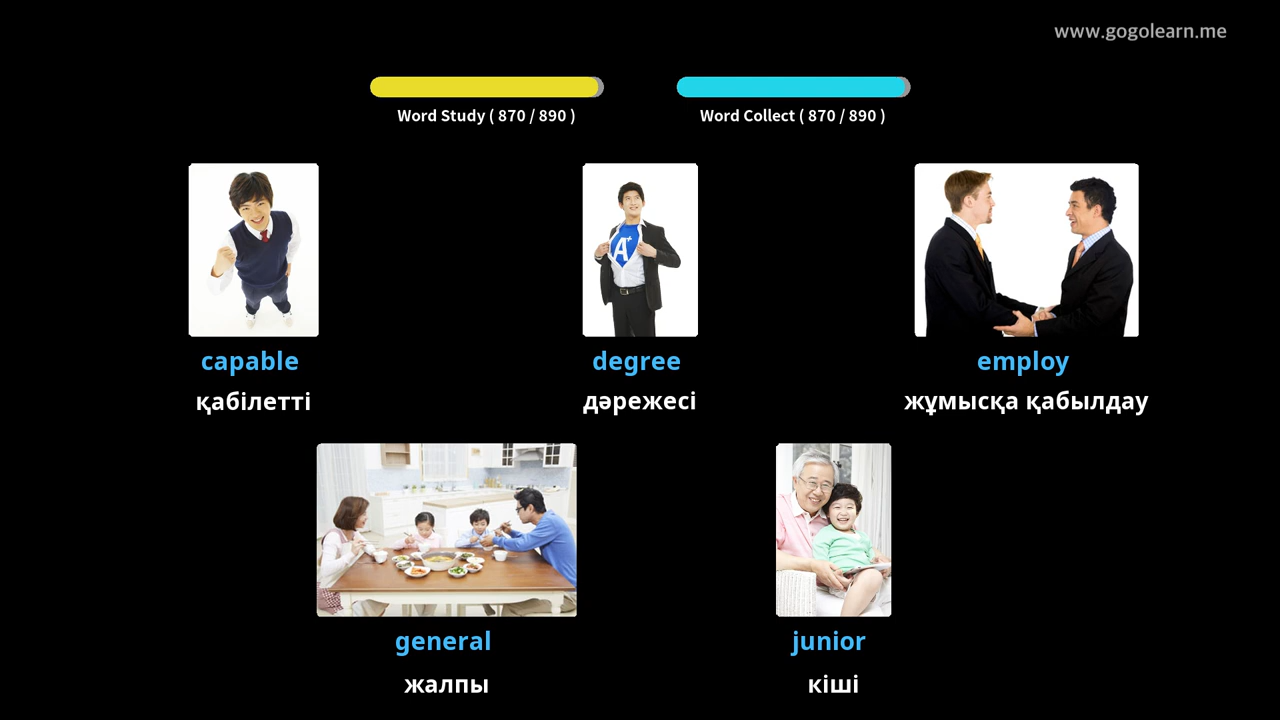 www.gogolearn.me
Word Study ( 870 / 890 )
Word Collect ( 870 / 890 )
A+
capable
degree
employ
қабілетті
дәрежесі
жұмысқа қабылдау
general
junior
жалпы
кіші